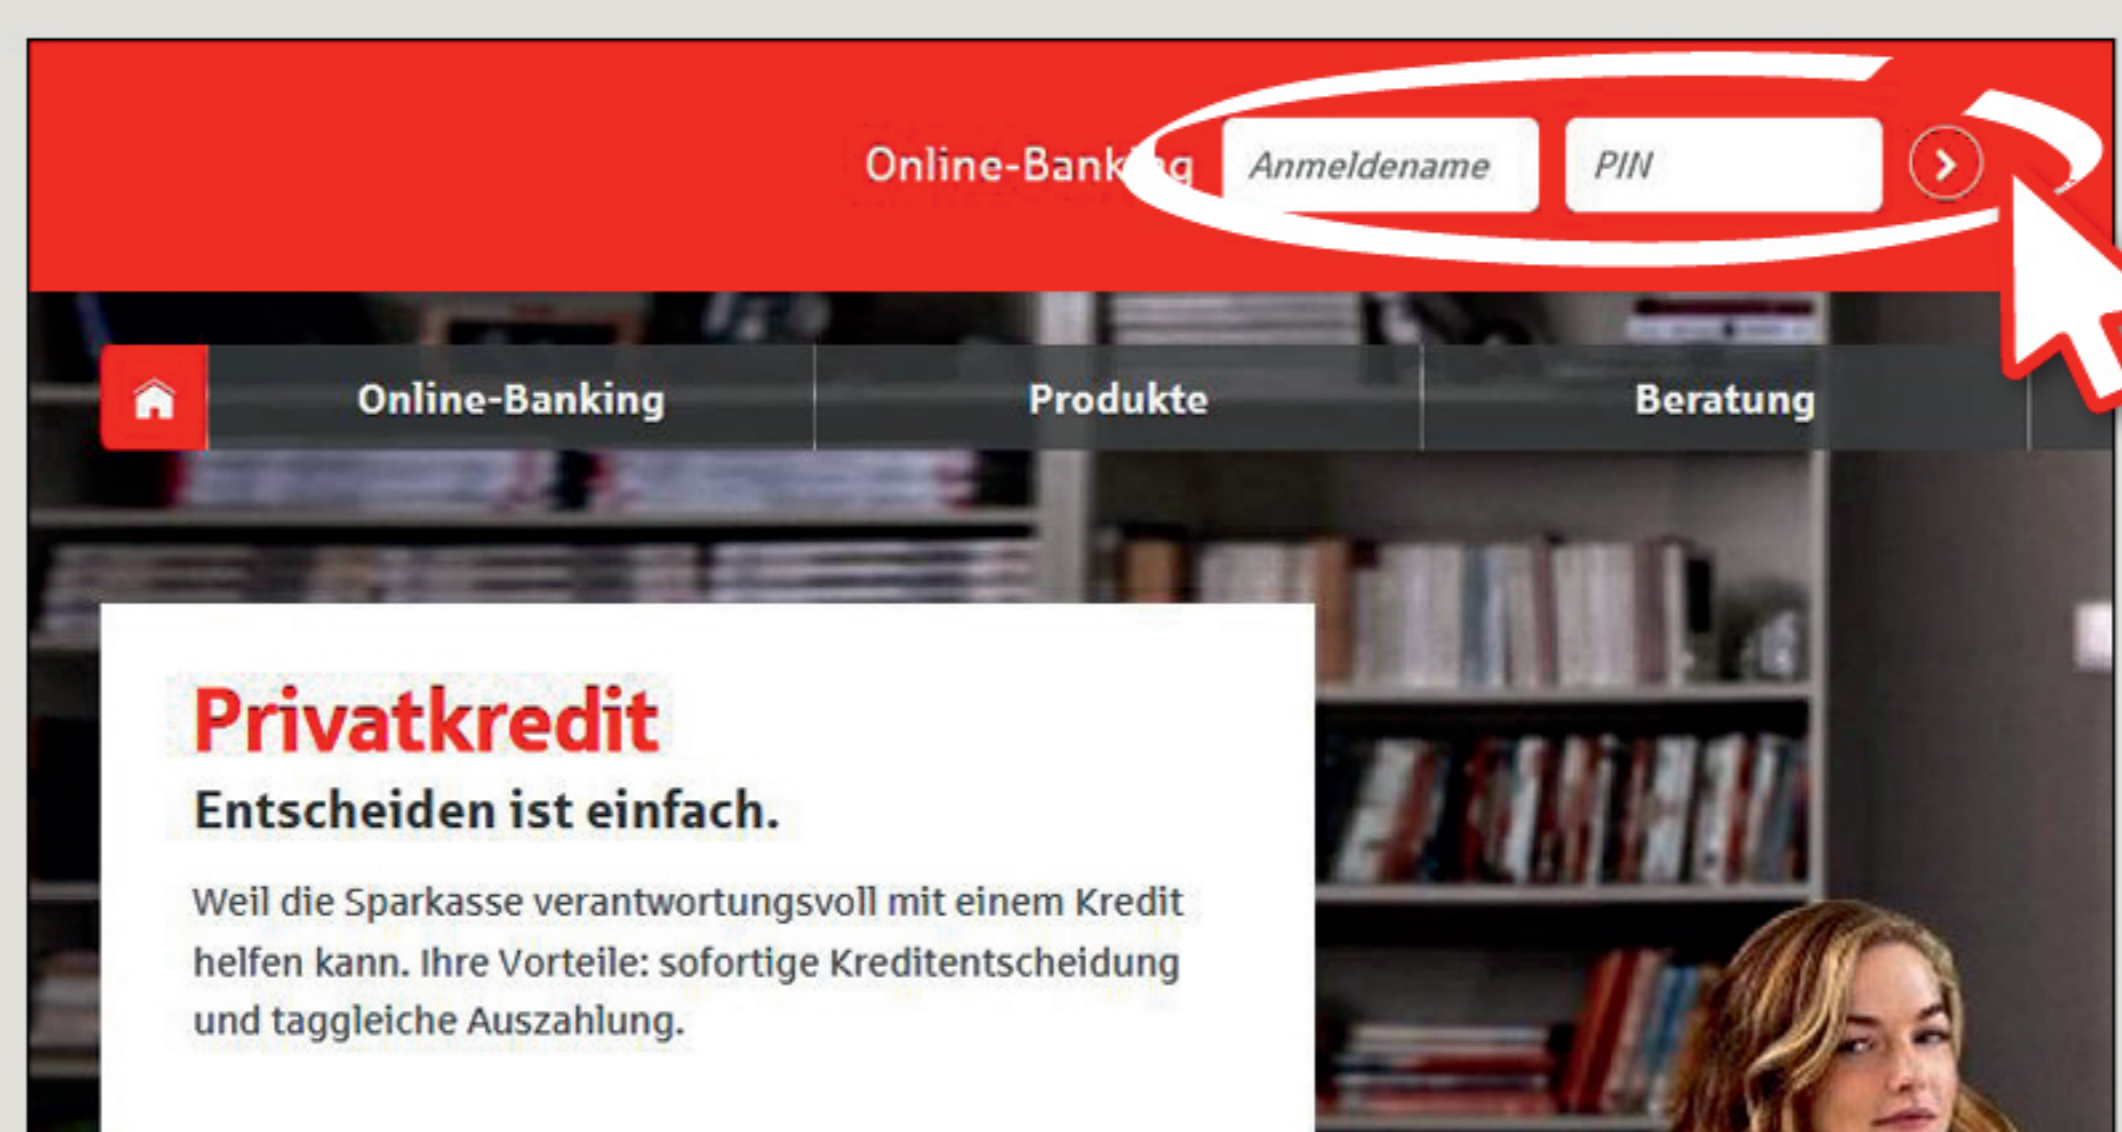 Online-Banking Anmeldename PIN
Online-Banking Produkte Beratung
Privatkredit
Entscheiden ist einfach.
Weil die Sparkasse verantwortungsvoll mit einem Kredit
helfen kann. Ihre Vorteile: sofortige Kreditentscheidung
und taggleiche Auszahlung.